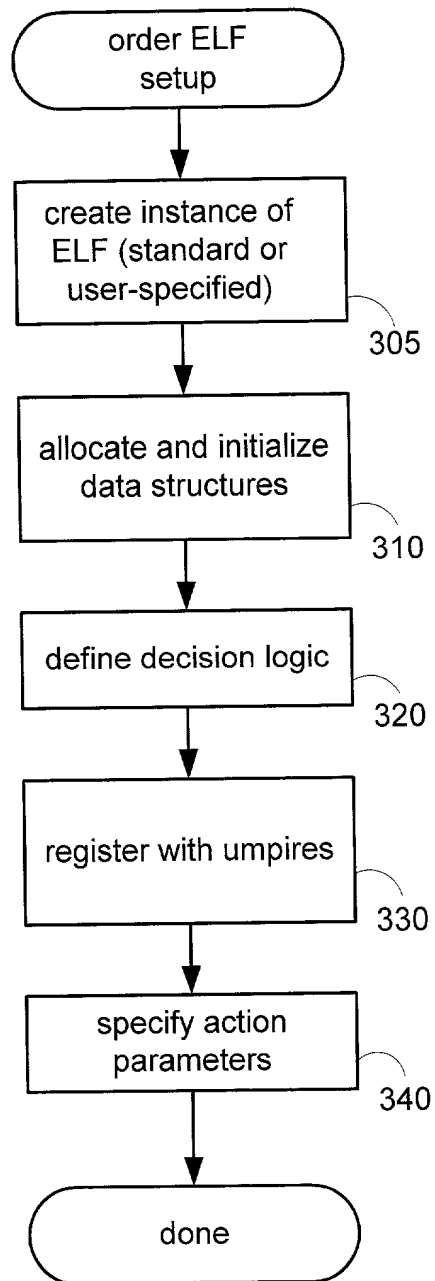 order ELF
setup
create instance of
ELF (standard or
user-specified)
305
allocate and initialize
data structures
310
define decision logic
320
register with umpires
330
specify action
parameters
340
done